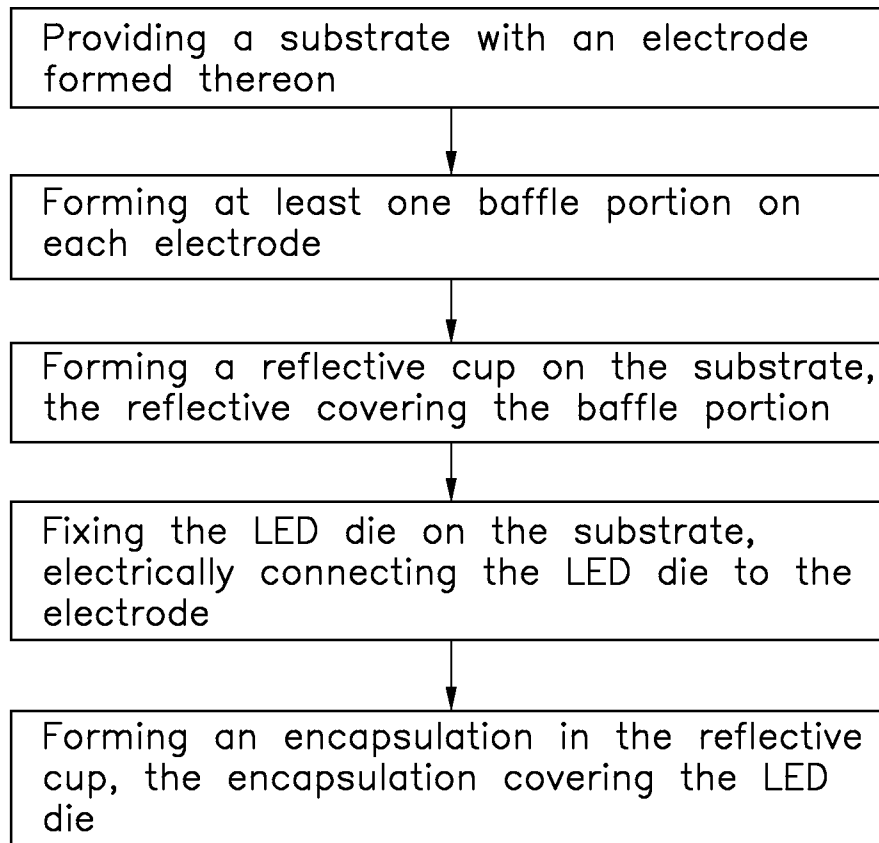 Providing a substrate with an electrode
formed thereon
Forming at least one baffle portion on
each electrode
Forming a reflective cup on the substrate,
the reflective covering the baffle portion
Fixing the LED die on the substrate,
electrically connecting the LED die to the
electrode
Forming an encapsulation in the reflective
cup, the encapsulation covering the LED
die